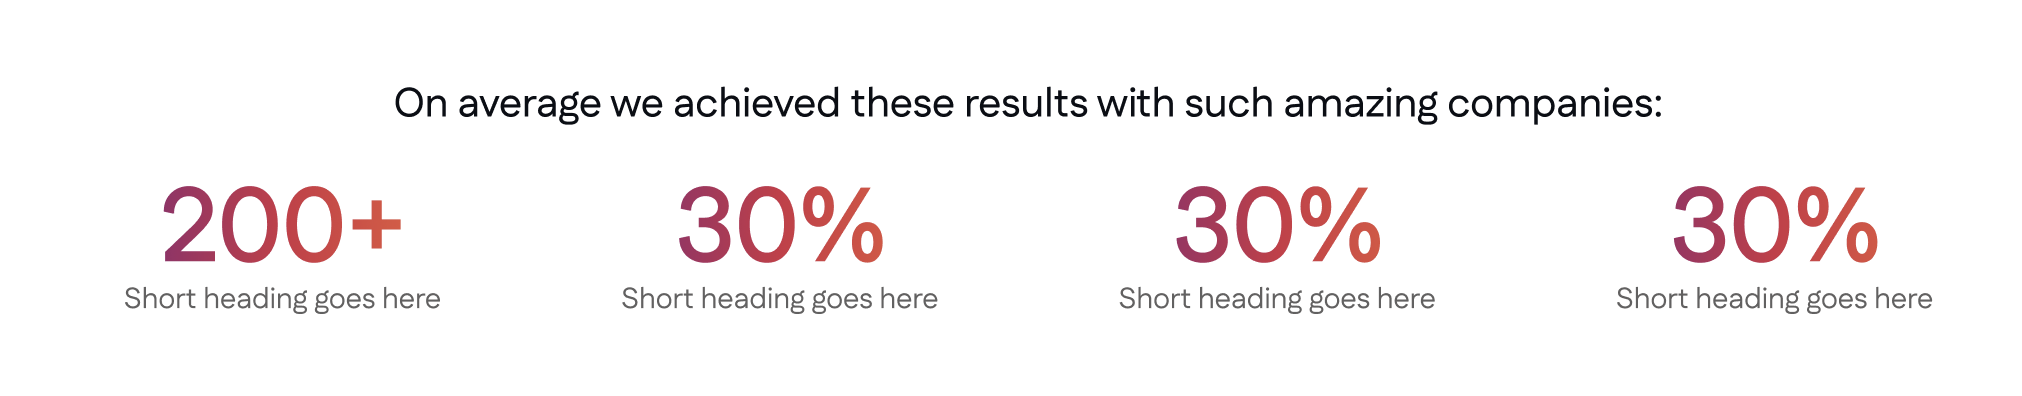 On average we achieved these results with such amazing companies:
200+ 30% 30% 30%
Short heading goes here Short heading goes here Short heading goes here Short heading goes here